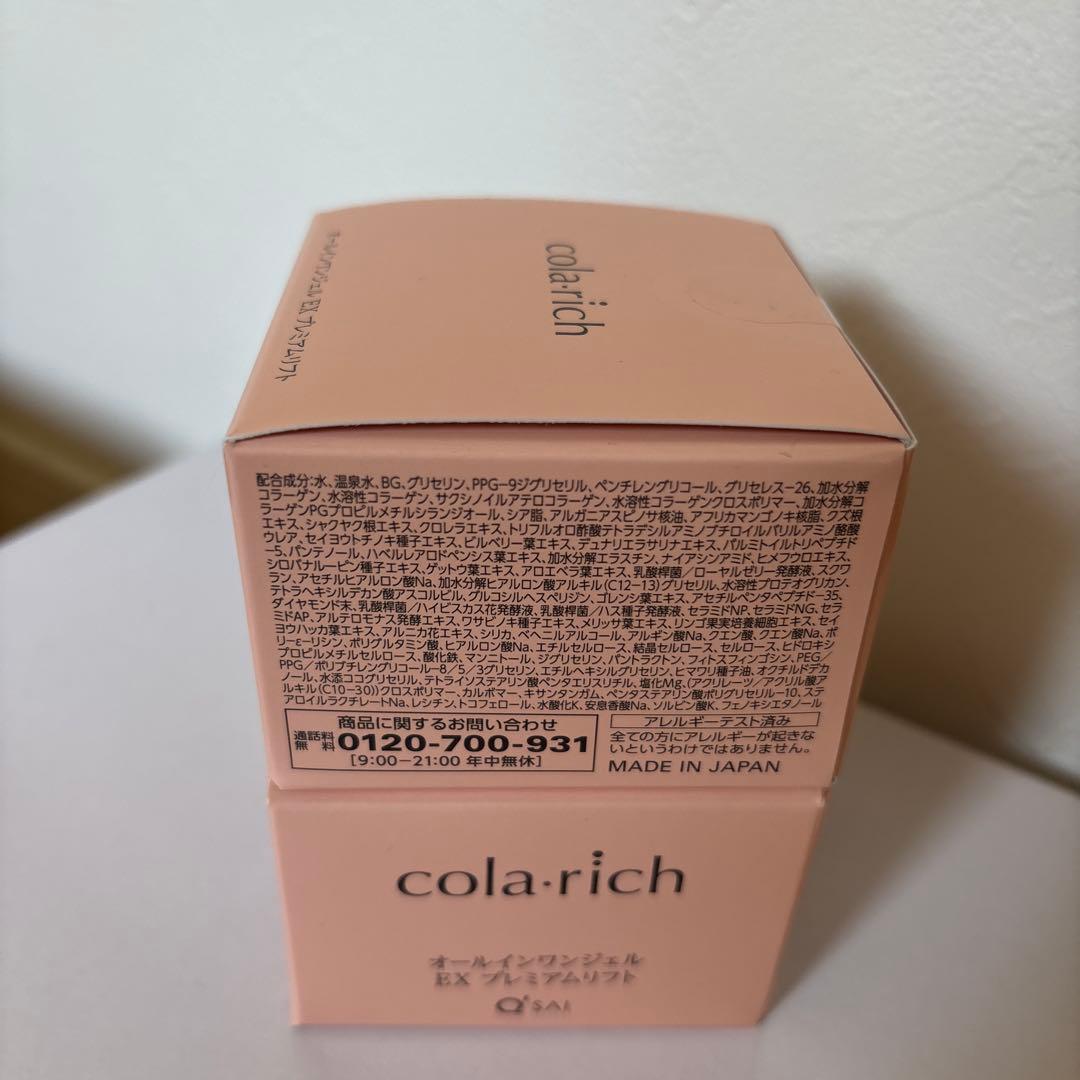 cola・rich
オールインワンジェル EX プレミアムリフト
配合成分:水、温泉水、BG、グリセリン、PPG-9ジグリセリル、ペンチレングリコール、グリセレス-26、加水分解
コラーゲン、水溶性コラーゲン、サクシノイルアテロコラーゲン、水溶性コラーゲンクロスポリマー、加水分解コ
ラーゲンPGプロピルメチルシランジオール、シア脂、アルガニアスピノサ核油、アフリカマンゴノキ核脂、クズ根
エキス、シャクヤク根エキス、クロレラエキス、トリフルオロ酢酸テトラデシルアミノブチロイルバリルアミノ酪酸
ウレア、セイヨウトチノキ種子エキス、ビルベリー葉エキス、デュナリエラサリナエキス、パルミトイルトリペプチド
-5、パンテノール、ハベルレアロドペンシス葉エキス、加水分解エラスチン、ナイアシンアミド、ヒメフウロエキス、
シロバナルーピン種子エキス、ゲットウ葉エキス、アロエベラ葉エキス、乳酸桿菌/ローヤルゼリー発酵液、スクワ
ラン、アセチルヒアルロン酸Na、加水分解ヒアルロン酸アルキル(C12-13)グリセリル、水溶性プロテオグリカン、
テトラヘキシルデカン酸アスコルビル、グルコシルヘスペリジン、ゴレンシ葉エキス、アセチルペンタペプチド-35、
ダイヤモンド末、乳酸桿菌/ハイビスカス花発酵液、乳酸桿菌/ハス種子発酵液、セラミドNP、セラミドNG、セラ
ミドAP、アルテロモナス発酵エキス、ワサビノキ種子エキス、メリッサ葉エキス、リンゴ果実培養細胞エキス、セイ
ヨウハッカ葉エキス、アルニカ花エキス、シリカ、ベヘニルアルコール、アルギン酸Na、クエン酸、クエン酸Na、ポ
リ-ε-リシン、ポリグルタミン酸、ヒアルロン酸Na、エチルセルロース、結晶セルロース、セルロース、ヒドロキシ
プロピルメチルセルロース、酸化鉄、マンニトール、ジグリセリン、パントラクトン、フィトスフィンゴシン、PEG/
PPG/ポリブチレングリコール-8/5/3グリセリン、エチルヘキシルグリセリン、ヒマワリ種子油、オクチルドデカ
ノール、水添ココグリセリル、テトライソステアリン酸ペンタエリスリチル、塩化Mg、(アクリレーツ/アクリル酸ア
ルキル(C10-30))クロスポリマー、カルボマー、キサンタンガム、ペンタステアリン酸ポリグリセリル-10、ステ
アロイルラクチレートNa、レシチン、トコフェロール、水酸化K、安息香酸Na、ソルビン酸K、フェノキシエタノール
商品に関するお問い合わせ
通話料無料 0120-700-931
[9:00-21:00 年中無休]
アレルギーテスト済み
全ての方にアレルギーが起きな
いというわけではありません。
MADE IN JAPAN
cola・rich
オールインワンジェル
EX プレミアムリフト
Q'SAI